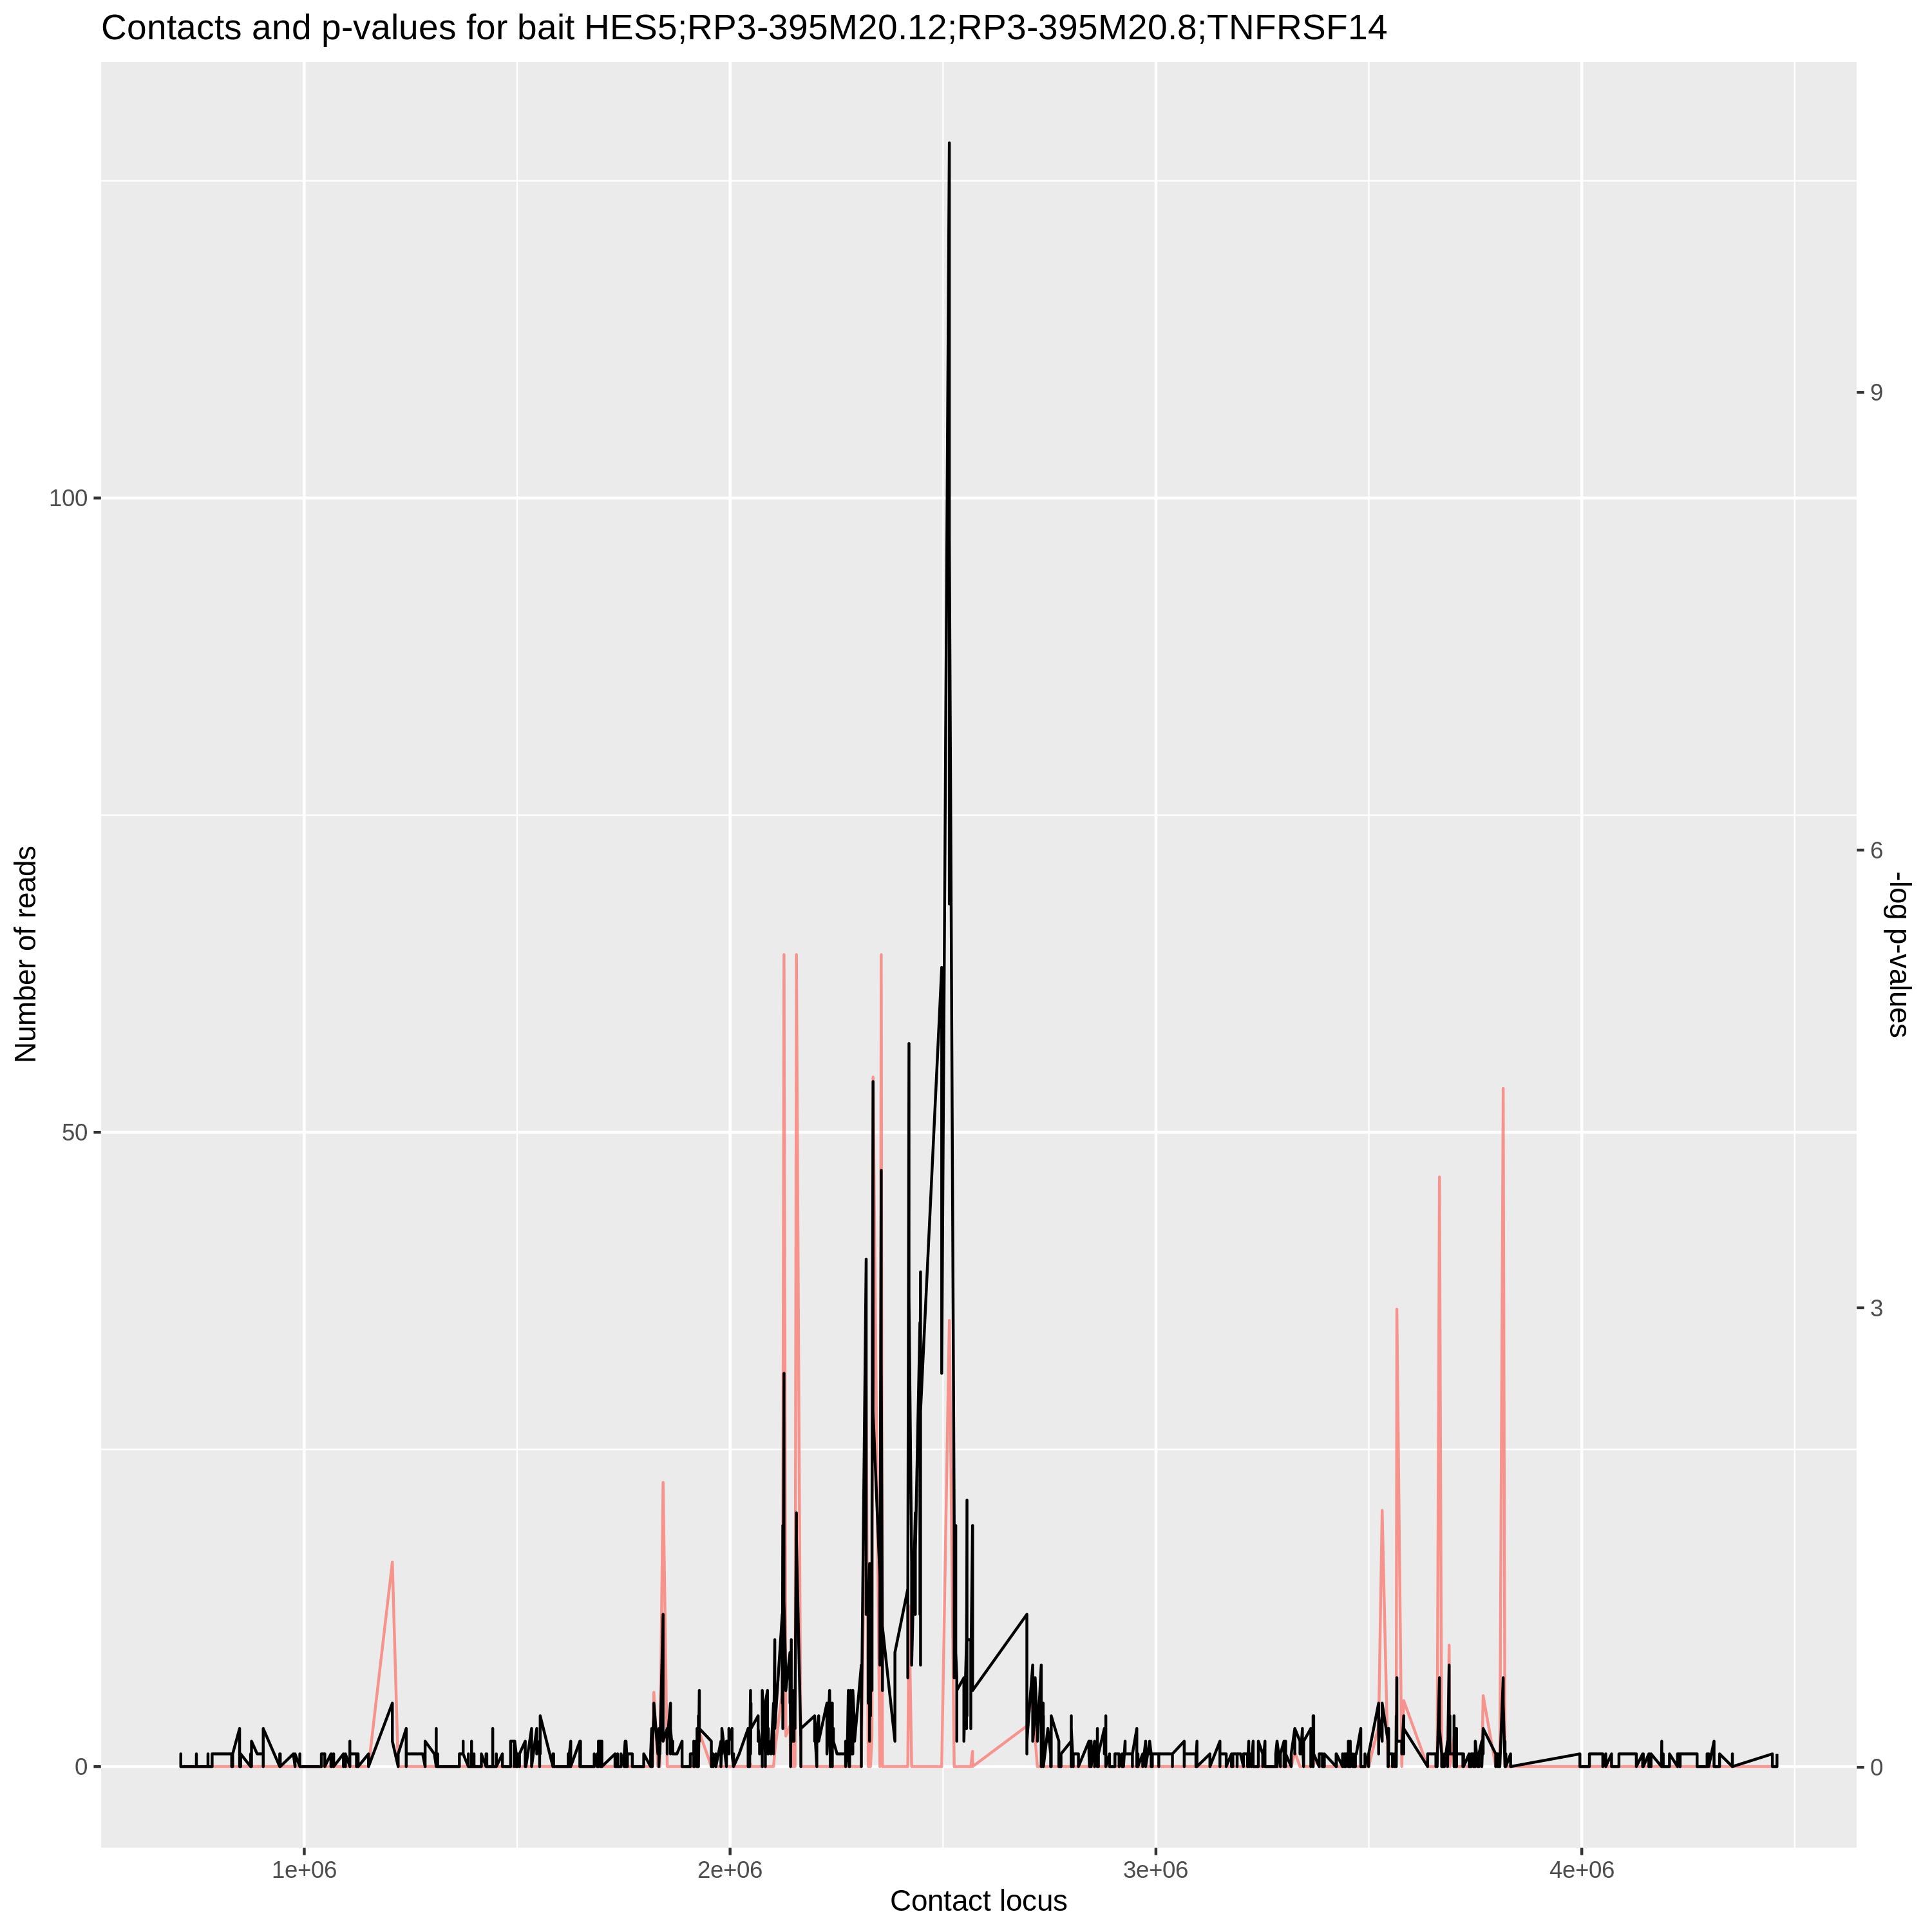 Contacts and p-values for bait HES5;RP3-395M20.12;RP3-395M20.8;TNFRSF14
100
50
0
Number of reads
9
6
3
0
-log p-values
1e+06
2e+06
3e+06
4e+06
Contact locus